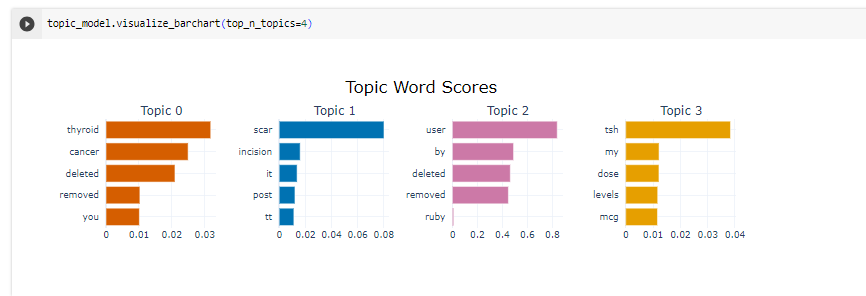 topic_model.visualize_barchart(top_n_topics=4)
Topic Word Scores
Topic 0
thyroid
cancer
deleted
removed
you
0 0.01 0.02 0.03
Topic 1
scar
incision
it
post
tt
0 0.02 0.04 0.06 0.08
Topic 2
user
by
deleted
removed
ruby
0 0.2 0.4 0.6 0.8
Topic 3
tsh
my
dose
levels
mcg
0 0.01 0.02 0.03 0.04